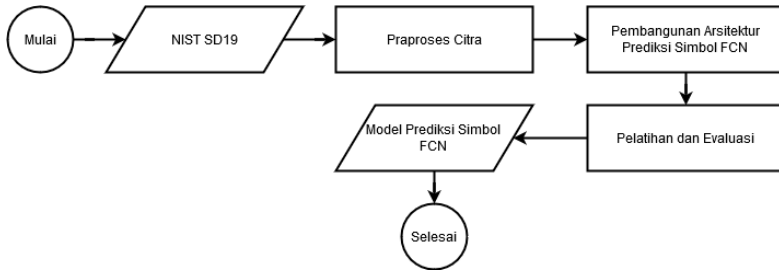 Mulai
NIST SD19
Praproses Citra
Pembangunan Arsitektur
Prediksi Simbol FCN
Pelatihan dan Evaluasi
Model Prediksi Simbol
FCN
Selesai